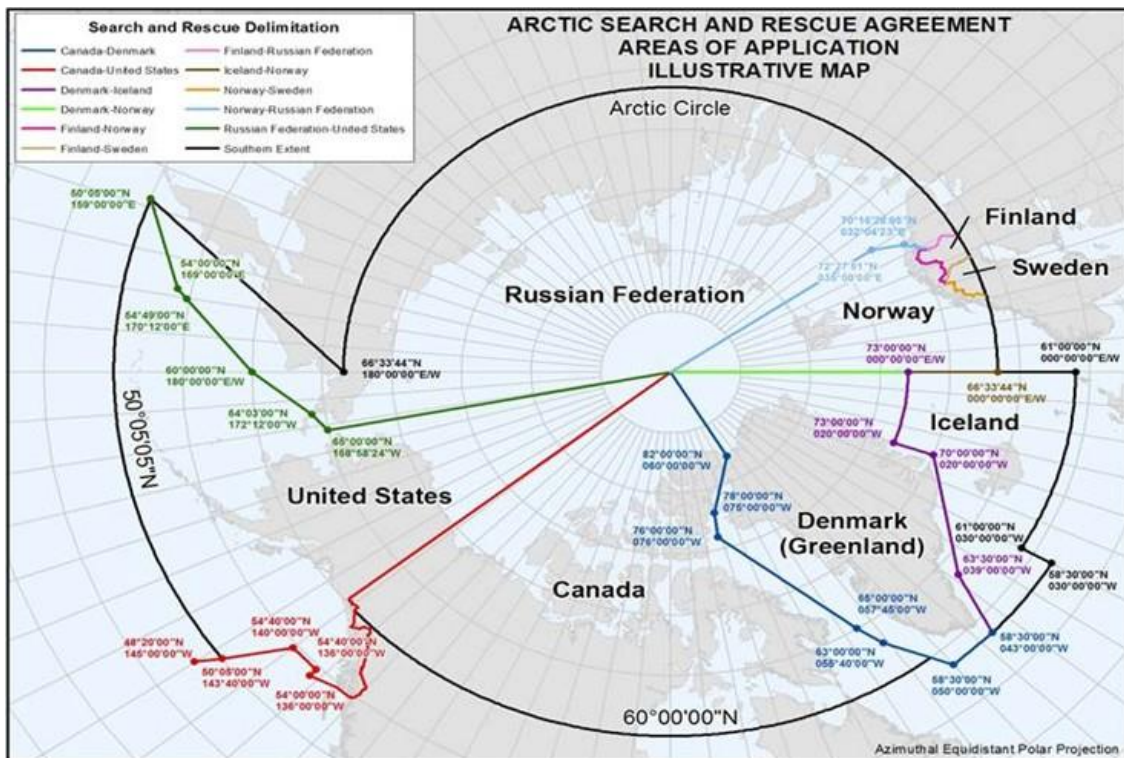 ARCTIC SEARCH AND RESCUE AGREEMENT
AREAS OF APPLICATION
ILLUSTRATIVE MAP
Search and Rescue Delimitation
Canada-Denmark
Canada-United States
Denmark-Iceland
Denmark-Norway
Finland-Norway
Finland-Sweden
Finland-Russian Federation
Iceland-Norway
Norway-Sweden
Norway-Russian Federation
Russian Federation-United States
Southern Extent
Arctic Circle
50°05'00"N
159°00'00"E
54°00'00"N
169°00'00"E
54°49'00"N
170°12'00"E
60°00'00"N
180°00'00"E/W
64°03'00"N
172°12'00"W
65°00'00"N
168°58'24"W
66°33'44"N
180°00'00"E/W
50°05'05"N
Russian Federation
032°04'23"E
Finland
Sweden
Norway
73°00'00"N
000°00'00"E/W
61°00'00"N
000°00'00"E/W
66°33'44"N
000°00'00"E/W
Iceland
73°00'00"N
020°00'00"W
70°00'00"N
020°00'00"W
United States
82°00'00"N
060°00'00"W
78°00'00"N
075°00'00"W
76°00'00"N
076°00'00"W
Denmark
(Greenland)
61°00'00"N
030°00'00"W
63°30'00"N
039°00'00"W
58°30'00"N
030°00'00"W
Canada
65°00'00"N
057°45'00"W
63°00'00"N
055°40'00"W
58°30'00"N
043°00'00"W
58°30'00"N
050°00'00"W
48°20'00"N
145°00'00"W
50°05'00"N
143°40'00"W
54°40'00"N
140°00'00"W
54°40'00"N
136°00'00"W
54°00'00"N
136°00'00"W
60°00'00"N
Azimuthal Equidistant Polar Projection